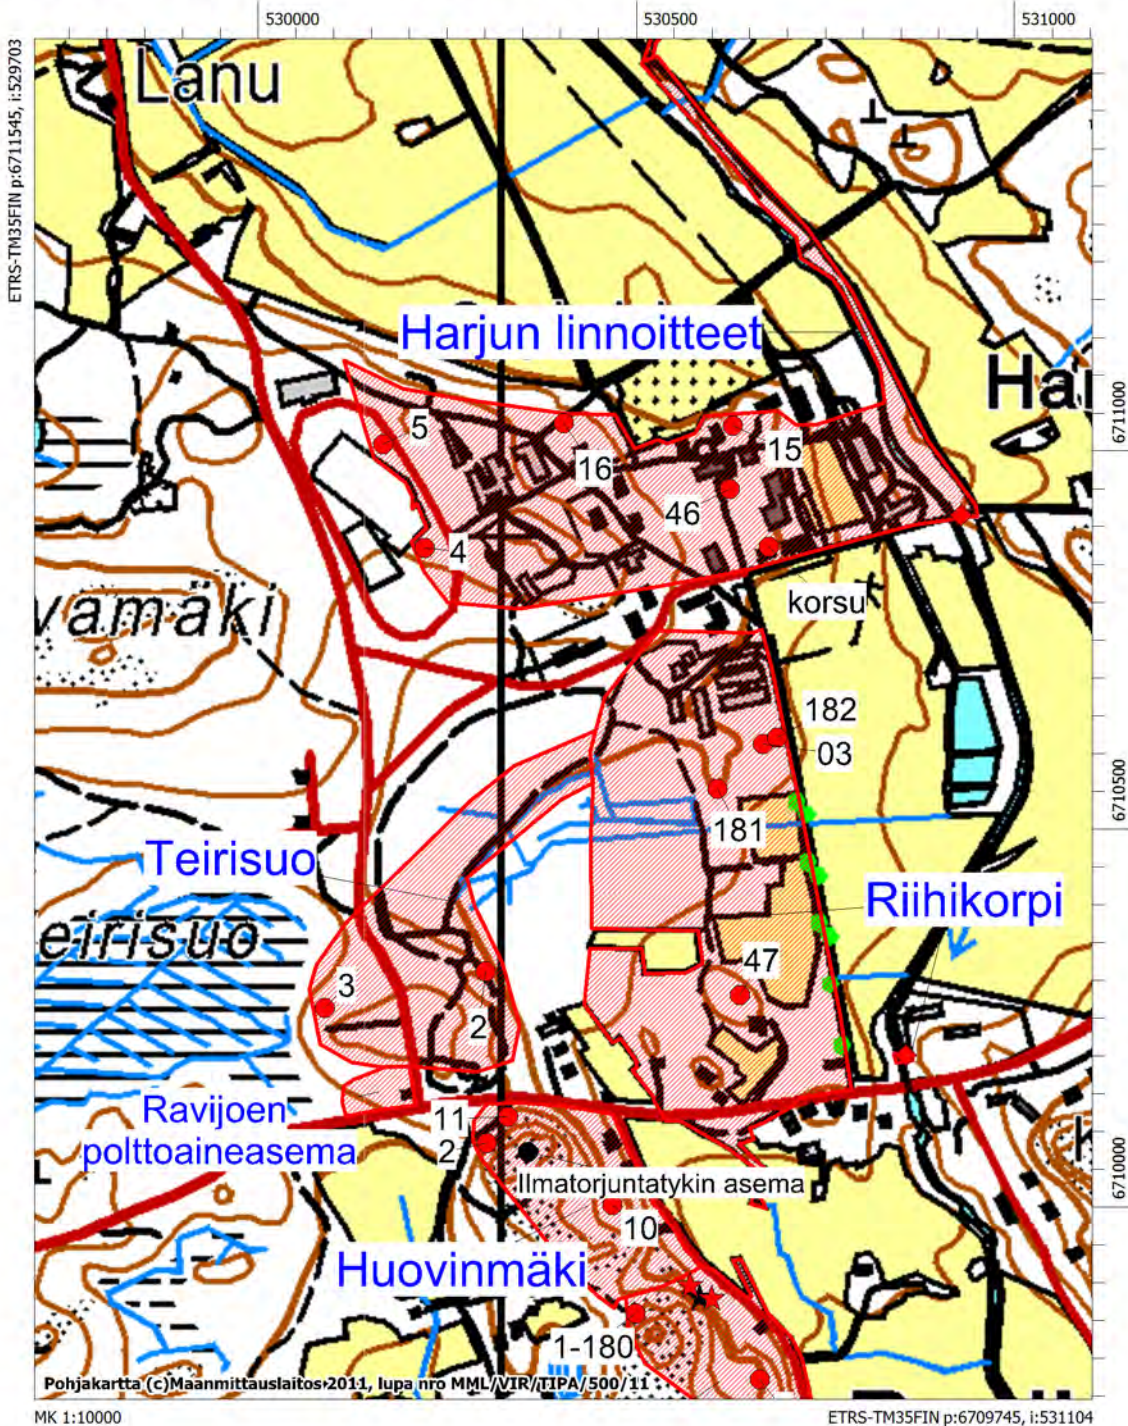 530000
530500
531000
ETRS-TM35FIN p:6711545, i:529703
Lanu
Harjun linnoitteet
Har
6711000
5
16
15
46
4
korsu
vamäki
182
03
6710500
181
Teirisuo
Riihikorpi
eirisuo
47
3
2
Ravijoen
polttoaineasema
11
2
Ilmatorjuntatykin asema
6710000
10
Huovinmäki
1-180
Pohjakartta (c)Maanmittauslaitos 2011, lupa nro MML/VIR/TIPA/500/11
MK 1:10000
ETRS-TM35FIN p:6709745, i:531104